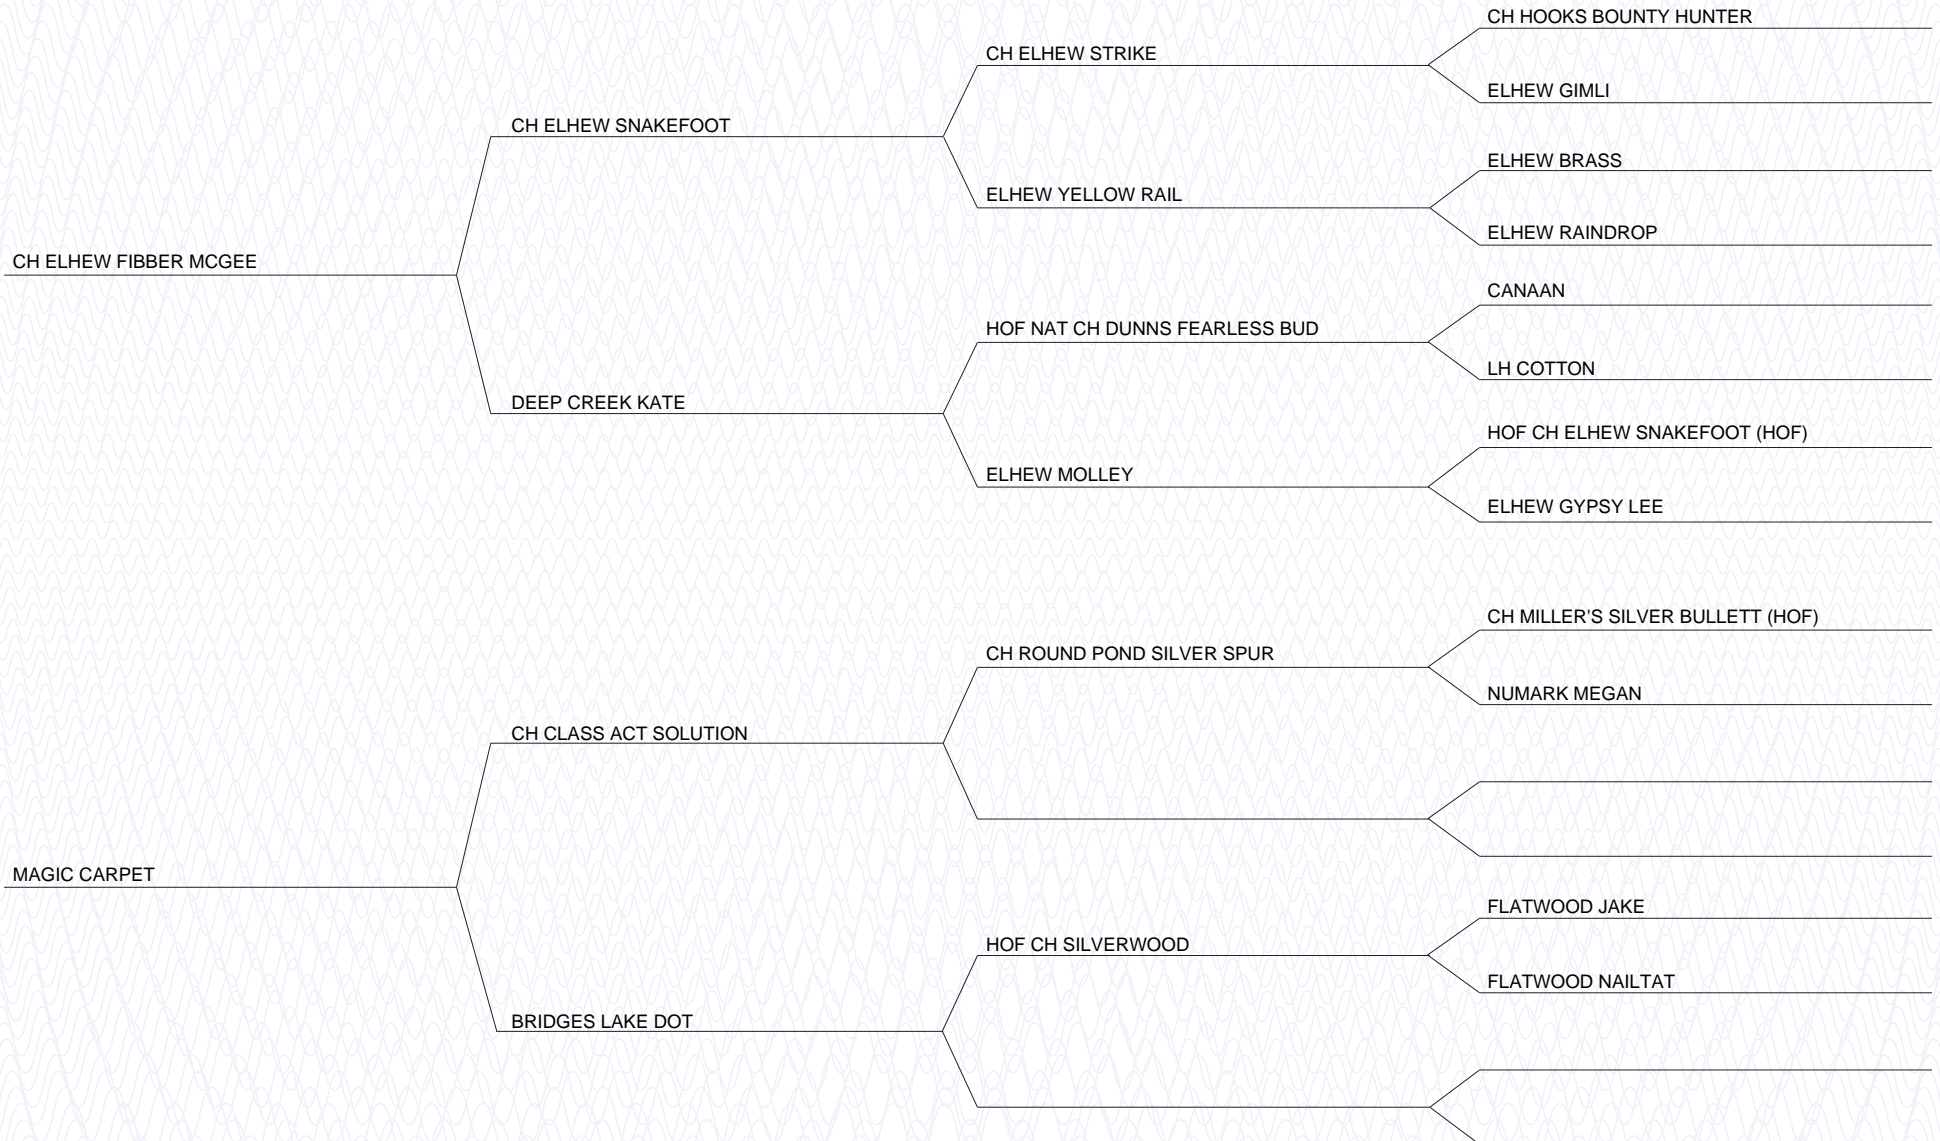 CH HOOKS BOUNTY HUNTER
CH ELHEW STRIKE
ELHEW GIMLI
CH ELHEW SNAKEFOOT
ELHEW BRASS
ELHEW YELLOW RAIL
ELHEW RAINDROP
CH ELHEW FIBBER MCGEE
CANAAN
HOF NAT CH DUNNS FEARLESS BUD
LH COTTON
DEEP CREEK KATE
HOF CH ELHEW SNAKEFOOT (HOF)
ELHEW MOLLEY
ELHEW GYPSY LEE
CH MILLER'S SILVER BULLETT (HOF)
CH ROUND POND SILVER SPUR
NUMARK MEGAN
CH CLASS ACT SOLUTION
MAGIC CARPET
FLATWOOD JAKE
HOF CH SILVERWOOD
FLATWOOD NAILTAT
BRIDGES LAKE DOT